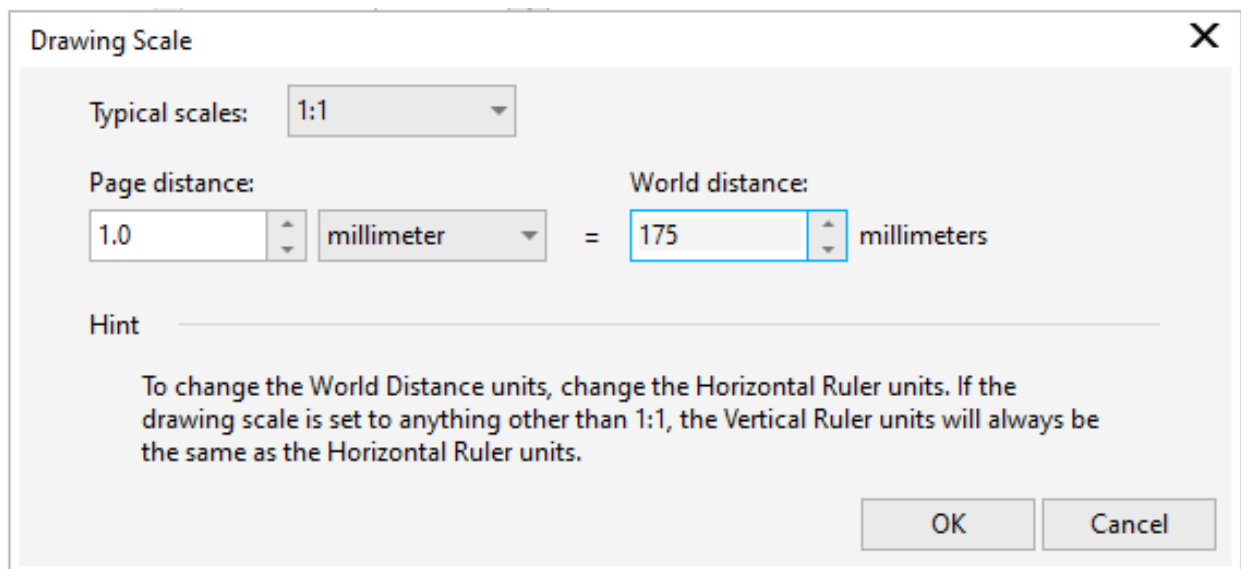 Drawing Scale
Typical scales: 1:1
Page distance: World distance:
1.0 millimeter = 175 millimeters
Hint
To change the World Distance units, change the Horizontal Ruler units. If the
drawing scale is set to anything other than 1:1, the Vertical Ruler units will always be
the same as the Horizontal Ruler units.
OK Cancel